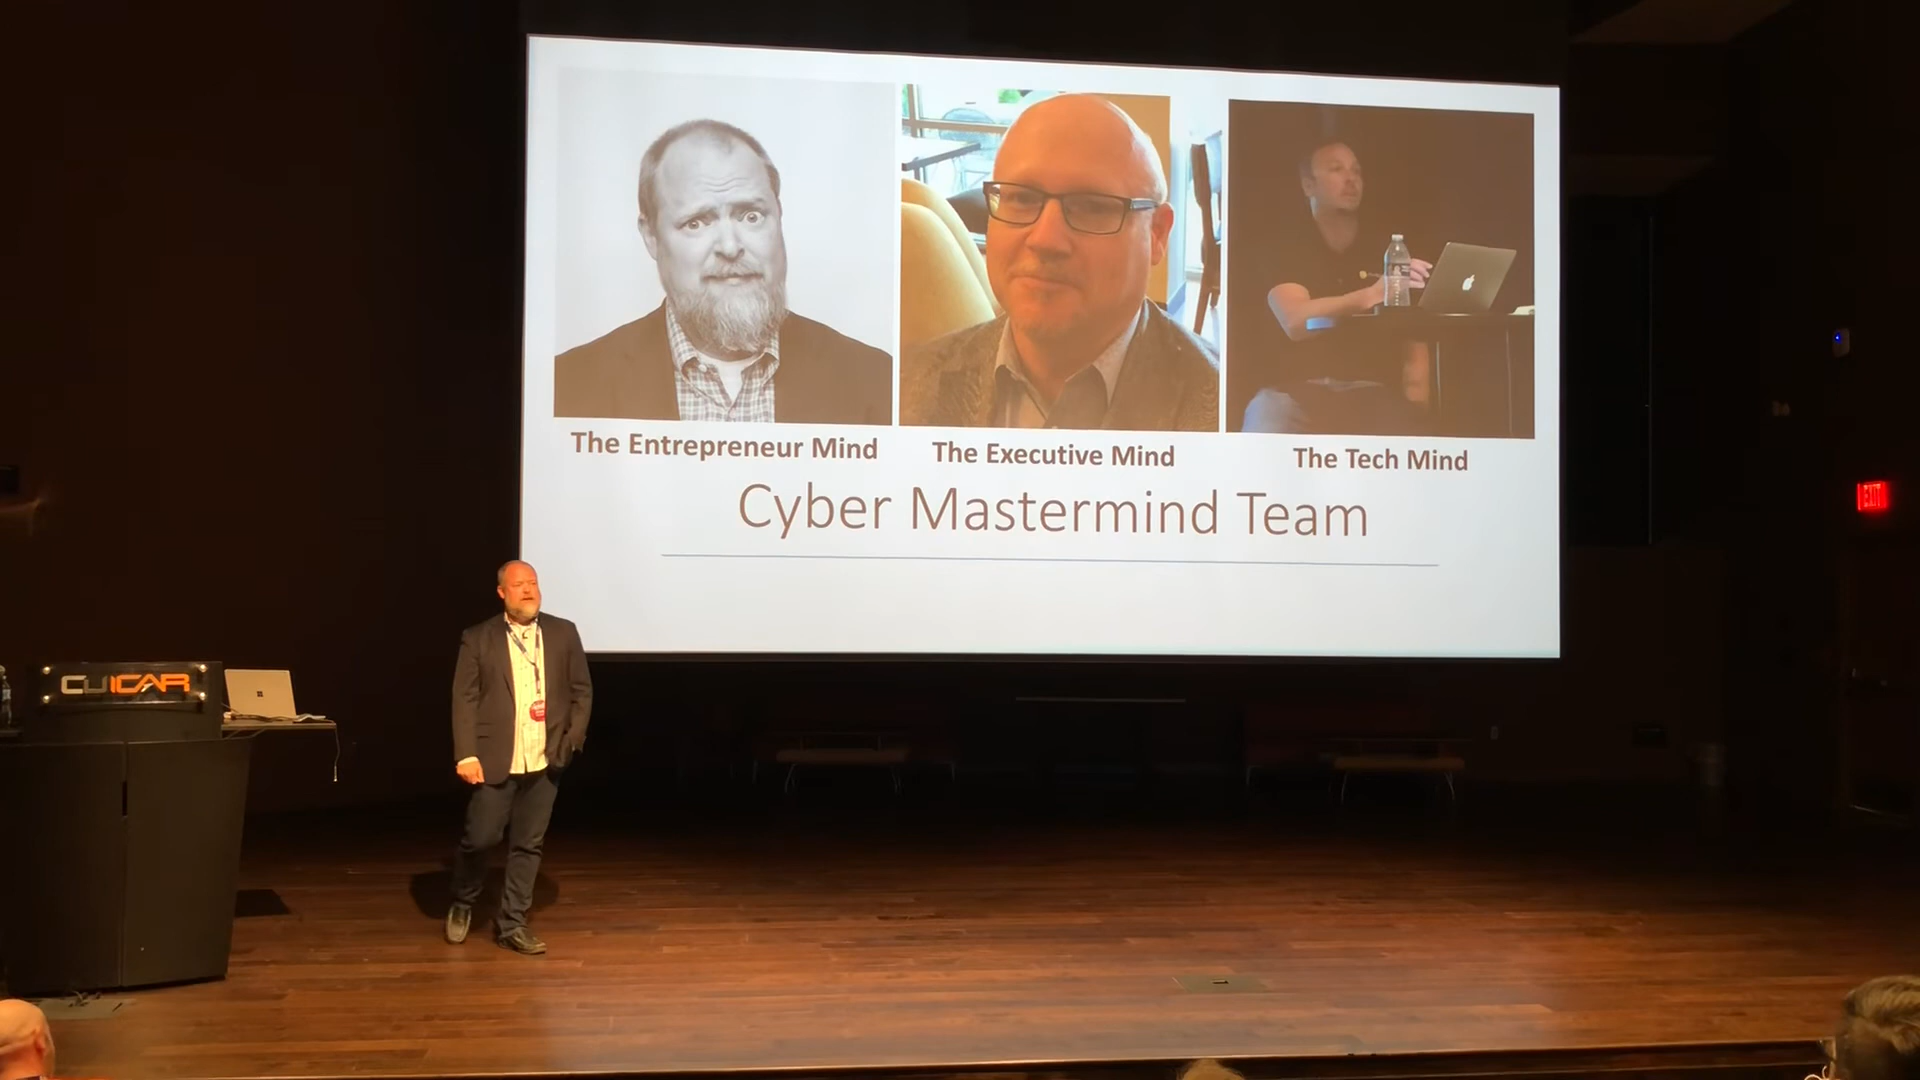 The Entrepreneur Mind
The Executive Mind
The Tech Mind
Cyber Mastermind Team
CUICAR
EXIT